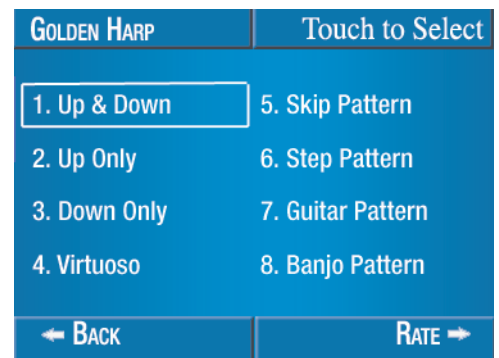 GOLDEN HARP
Touch to Select
1. Up & Down
2. Up Only
3. Down Only
4. Virtuoso
5. Skip Pattern
6. Step Pattern
7. Guitar Pattern
8. Banjo Pattern
BACK
RATE